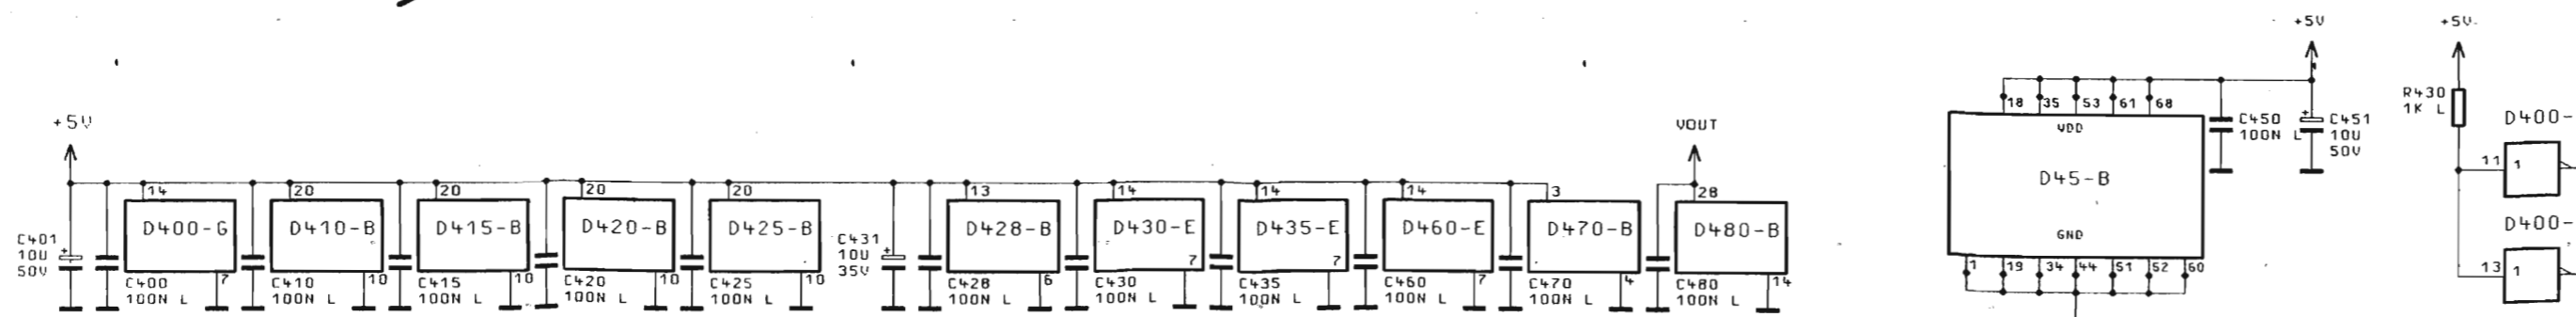 +5V
+5V
18 35 53 61 68
R430
1K L
VDD
C450
100N L
C451
10U
50V
D400-
+5V
VOUT
11 1
D45-B
14 20 20 20 20 13 14 14 14 3 28
D400-G D410-B D415-B D420-B D425-B D428-B D430-E D435-E D460-E D470-B D480-B
D400-
GND
C401
10U
50V
C431
10U
35V
7 7
13 1
1 19 34 44 51 52 60
7 10 10 10 10 6 7 4 14
C400 C410 C415 C420 C425 C428 C430 C435 C460 C470 C480
100N L 100N L 100N L 100N L 100N L 100N L 100N L 100N L 100N L 100N L 100N L